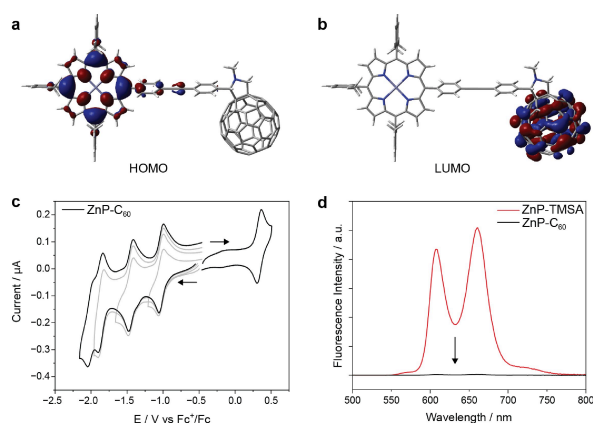 a
b
HOMO
LUMO
c
ZnP-C60
0.2
0.1
0.0
−0.1
−0.2
−0.3
−0.4
Current / µA
−2.5 −2.0 −1.5 −1.0 −0.5 0.0 0.5
E / V vs Fc+/Fc
d
ZnP-TMSA
ZnP-C60
Fluorescence Intensity / a.u.
500 550 600 650 700 750 800
Wavelength / nm